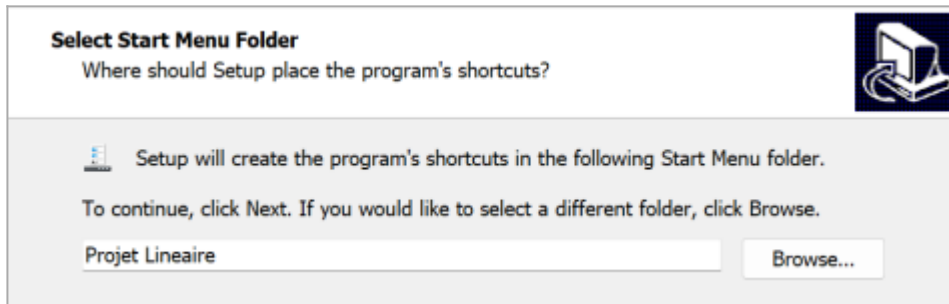 Select Start Menu Folder
Where should Setup place the program's shortcuts?
Setup will create the program's shortcuts in the following Start Menu folder.
To continue, click Next. If you would like to select a different folder, click Browse.
Projet Lineaire
Browse...